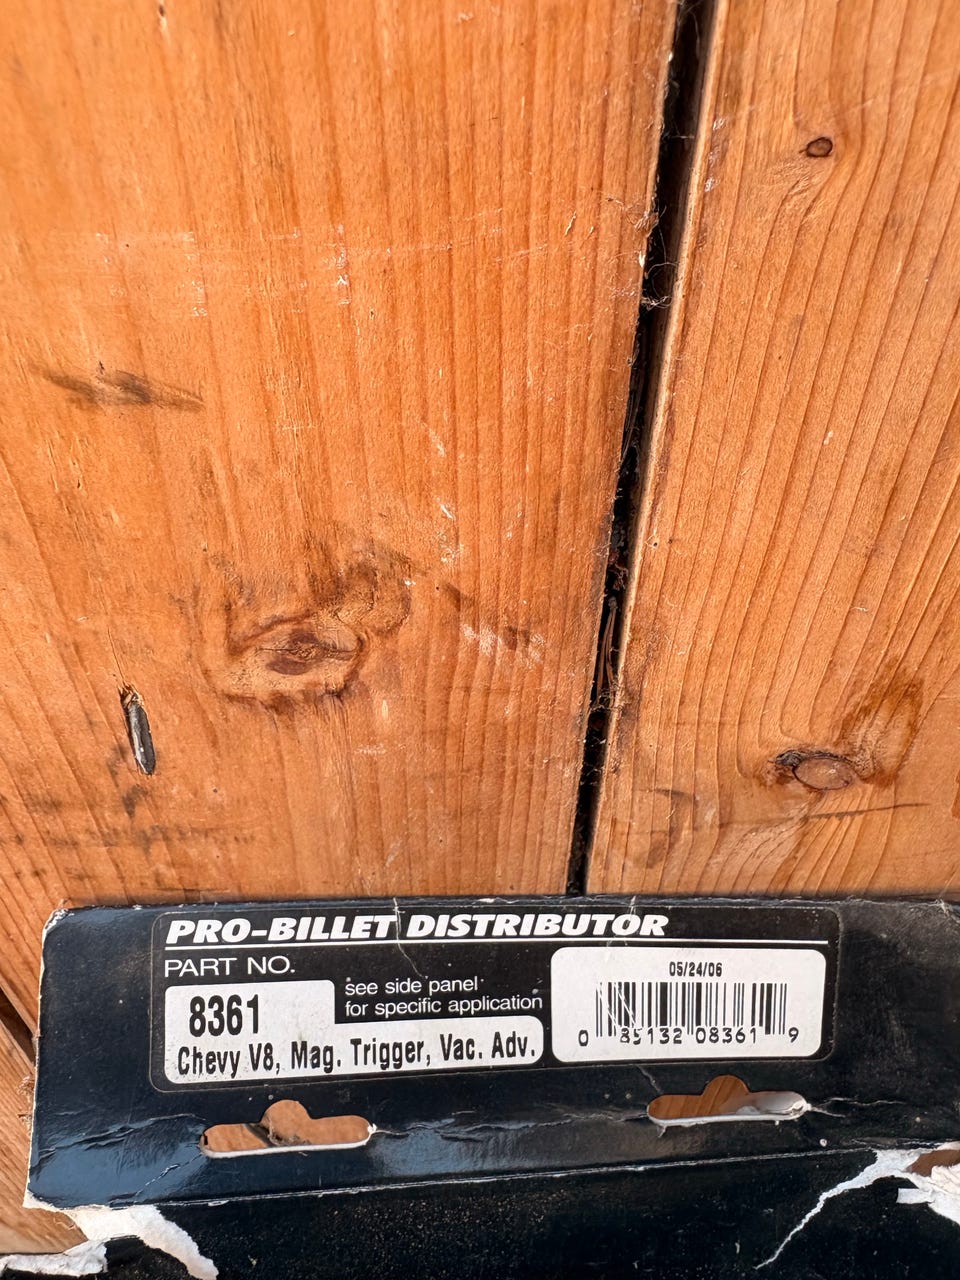 PRO-BILLET DISTRIBUTOR
PART NO.
see side panel
for specific application
8361
Chevy V8, Mag. Trigger, Vac. Adv.
05/24/06
0 85132 08361 9